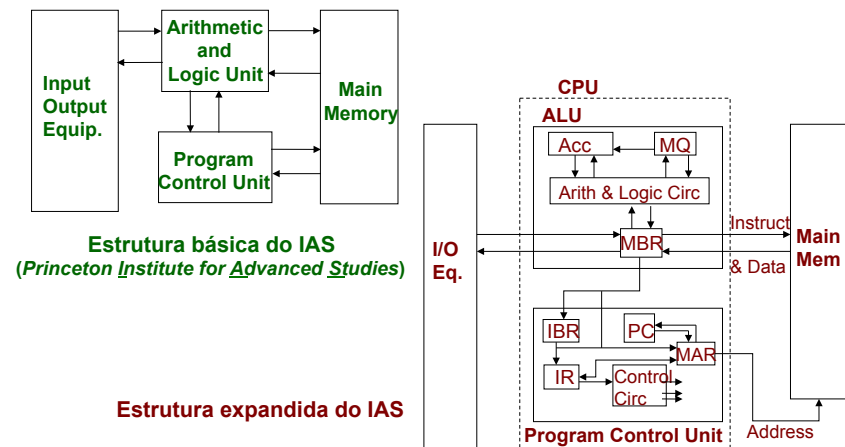 Arithmetic
and
Logic Unit
Input
Output
Equip.
Main
Memory
Program
Control Unit
Estrutura básica do IAS
(Princeton Institute for Advanced Studies)
CPU
ALU
Acc
MQ
Arith & Logic Circ
MBR
I/O
Eq.
Instruct
& Data
Main
Mem
IBR
PC
MAR
IR
Control
Circ
Program Control Unit
Address
Estrutura expandida do IAS